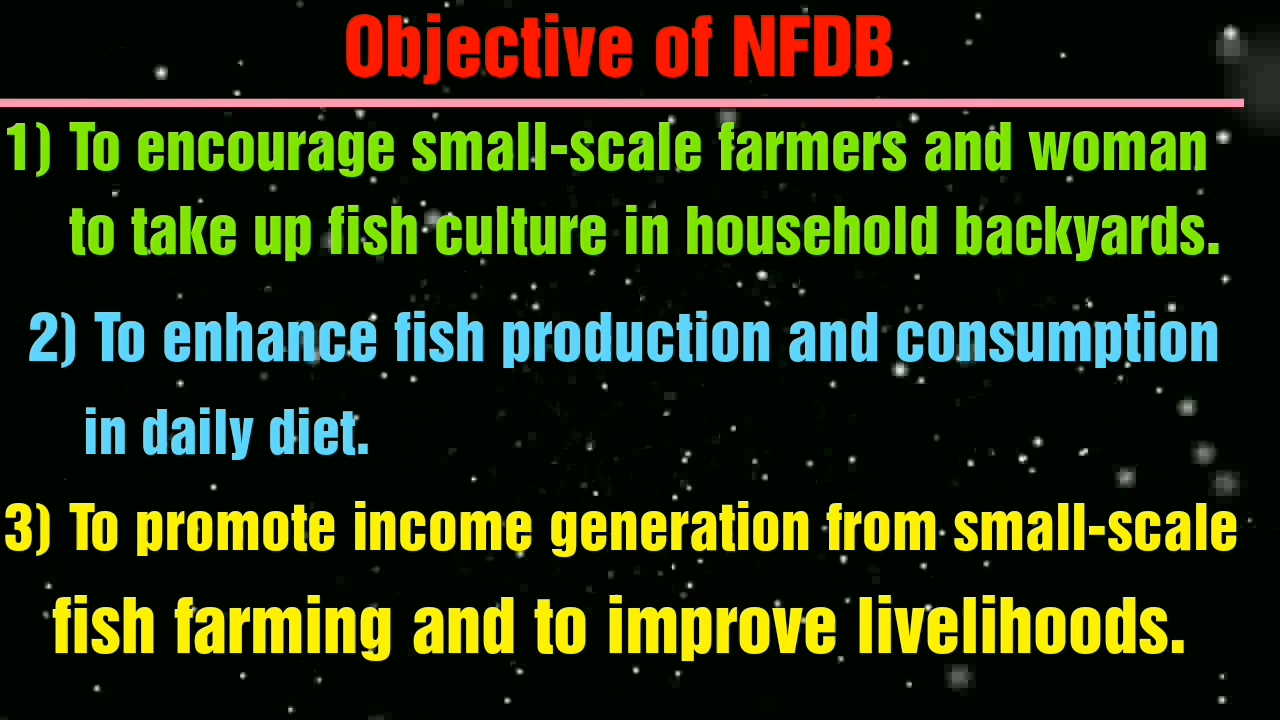 Objective of NFDB
1) To encourage small-scale farmers and woman
to take up fish culture in household backyards.
2) To enhance fish production and consumption
in daily diet.
3) To promote income generation from small-scale
fish farming and to improve livelihoods.